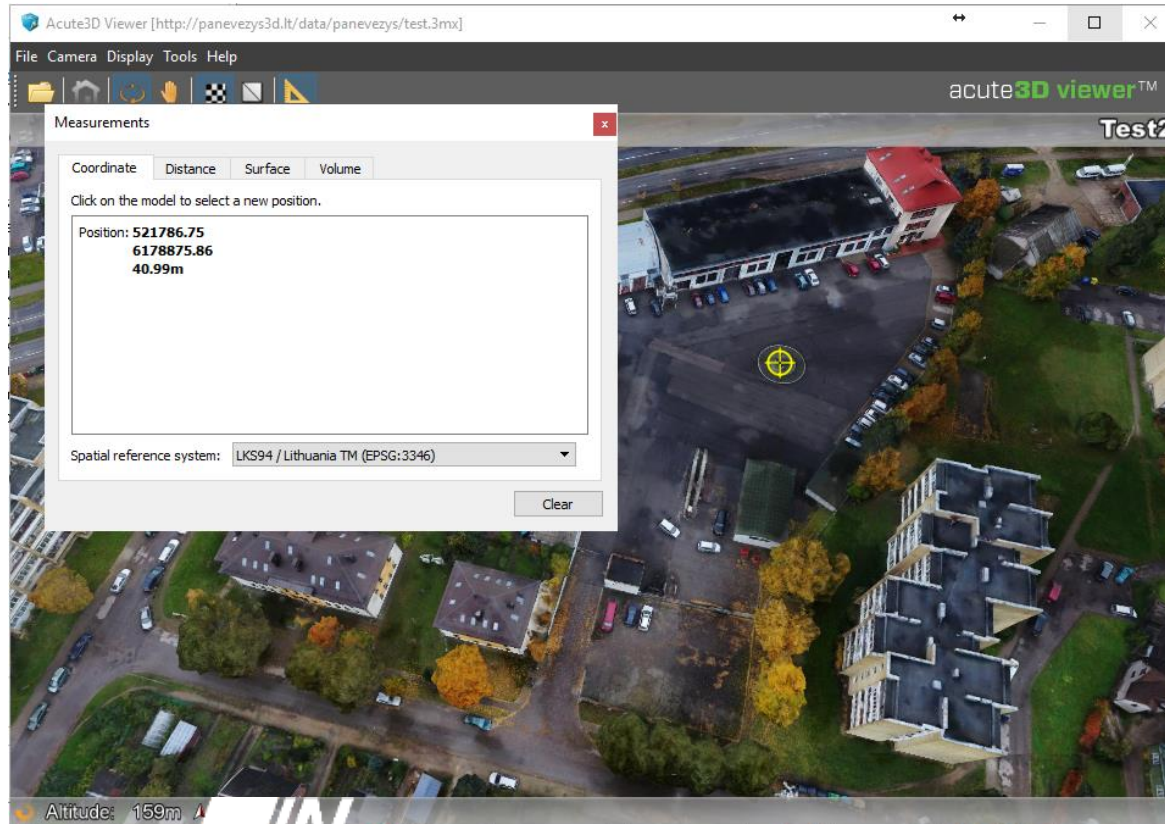 Acute3D Viewer [http://panevezys3d.lt/data/panevezys/test.3mx]
File Camera Display Tools Help
acute3D viewer™
Test2
Measurements
x
Coordinate Distance Surface Volume
Click on the model to select a new position.
Position: 521786.75
6178875.86
40.99m
Spatial reference system: LKS94 / Lithuania TM (EPSG:3346)
Clear
Altitude: 159m